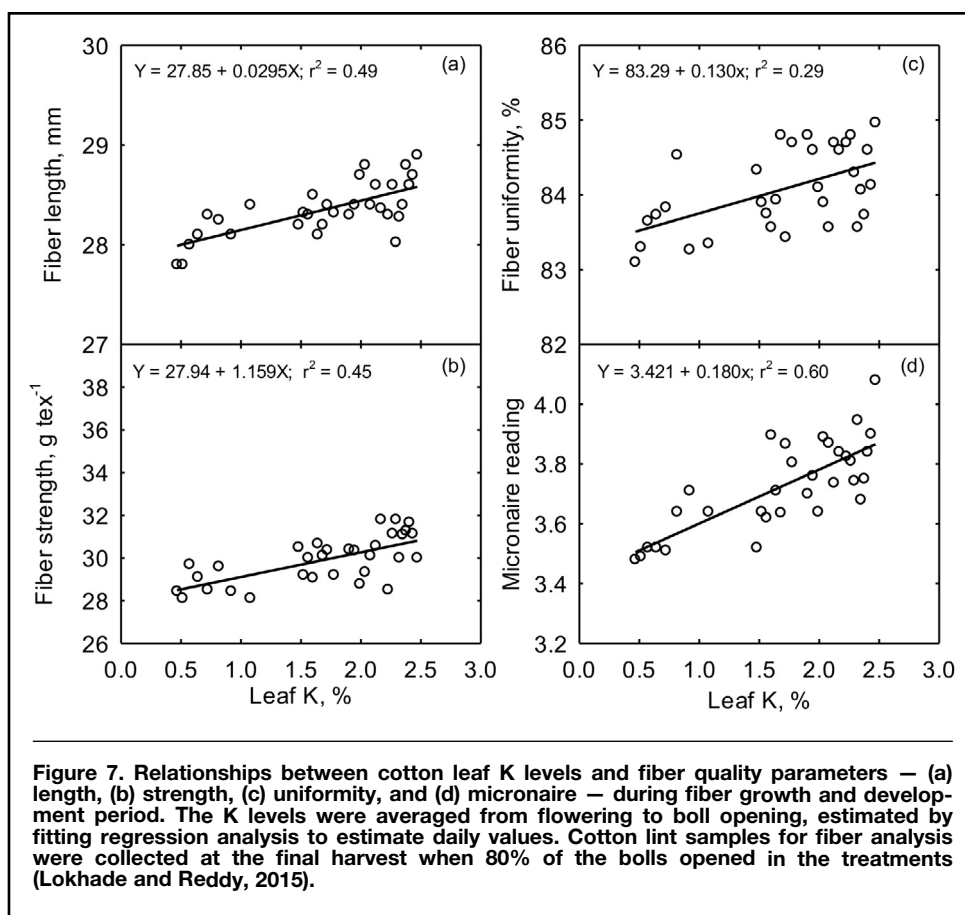 30
29
28
27
Fiber length, mm
Y = 27.85 + 0.0295X; r² = 0.49
(a)
86
85
84
83
82
Fiber uniformity, %
Y = 83.29 + 0.130x; r² = 0.29
(c)
38
36
34
32
30
28
26
Fiber strength, g tex⁻¹
Y = 27.94 + 1.159X; r² = 0.45
(b)
0.0 0.5 1.0 1.5 2.0 2.5 3.0
Leaf K, %
4.0
3.8
3.6
3.4
3.2
Micronaire reading
Y = 3.421 + 0.180x; r² = 0.60
(d)
0.0 0.5 1.0 1.5 2.0 2.5 3.0
Leaf K, %
Figure 7. Relationships between cotton leaf K levels and fiber quality parameters — (a)
length, (b) strength, (c) uniformity, and (d) micronaire — during fiber growth and develop-
ment period. The K levels were averaged from flowering to boll opening, estimated by
fitting regression analysis to estimate daily values. Cotton lint samples for fiber analysis
were collected at the final harvest when 80% of the bolls opened in the treatments
(Lokhade and Reddy, 2015).